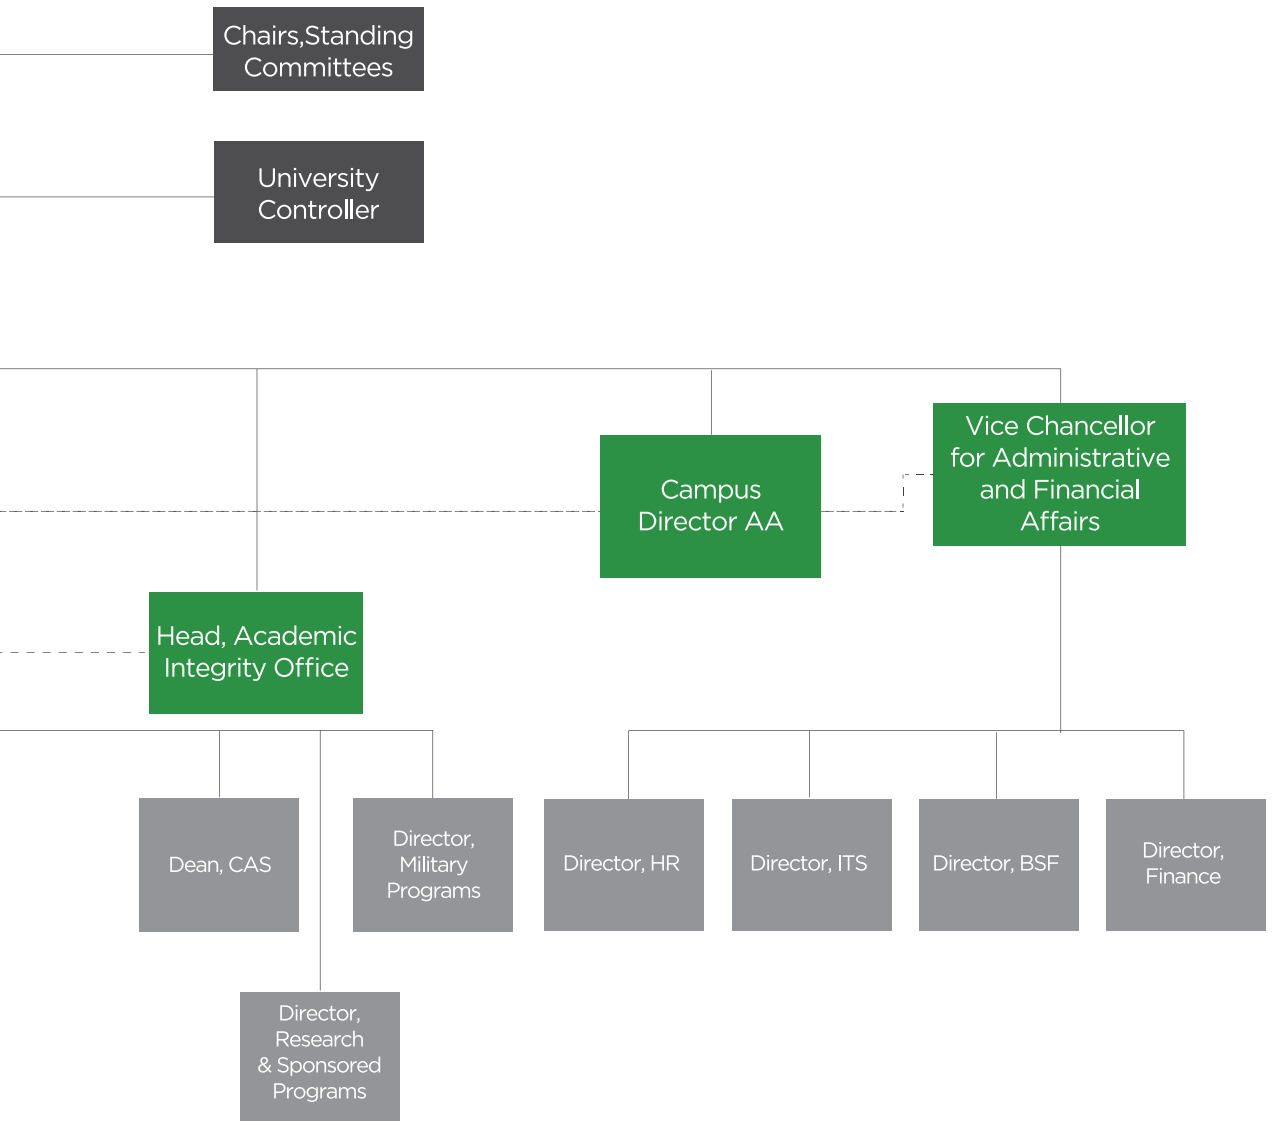 Chairs,Standing
Committees
University
Controller
Vice Chancellor
for Administrative
and Financial
Affairs
Campus
Director AA
Head, Academic
Integrity Office
Dean, CAS
Director,
Military
Programs
Director, HR
Director, ITS
Director, BSF
Director,
Finance
Director,
Research
& Sponsored
Programs